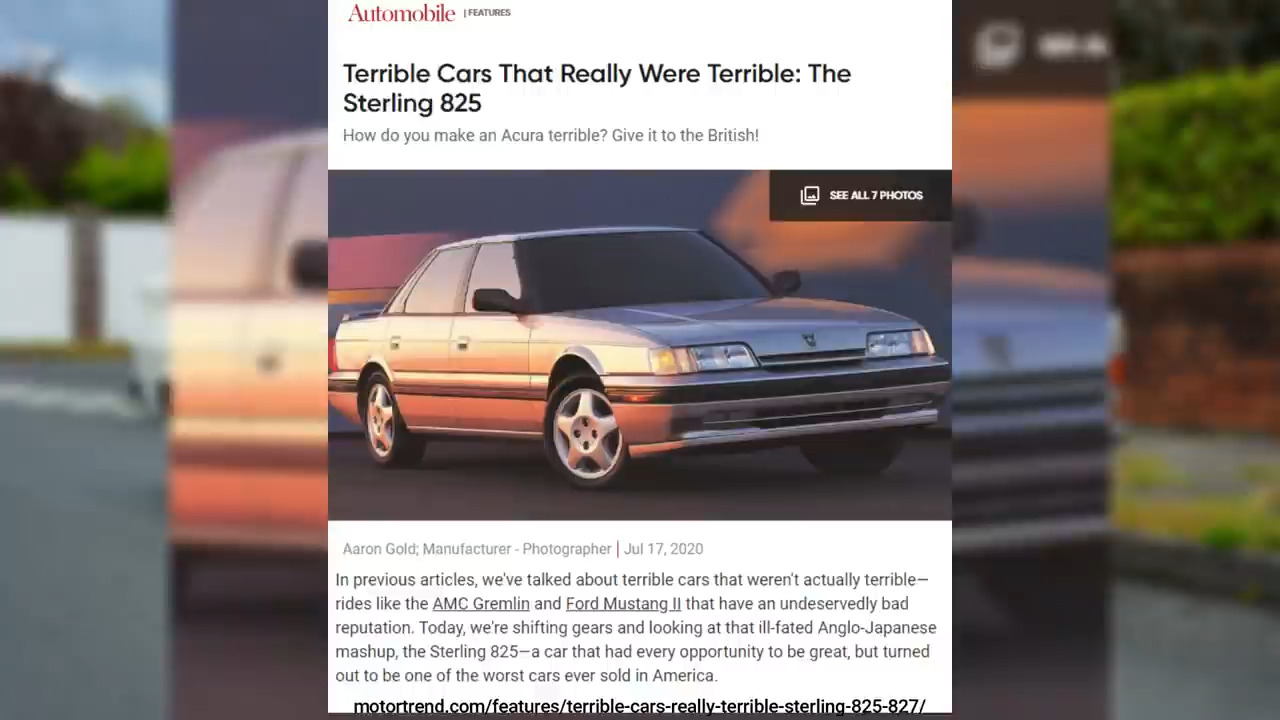 Automobile | FEATURES
Terrible Cars That Really Were Terrible: The
Sterling 825
How do you make an Acura terrible? Give it to the British!
SEE ALL 7 PHOTOS
Aaron Gold; Manufacturer - Photographer | Jul 17, 2020
In previous articles, we've talked about terrible cars that weren't actually terrible—
rides like the AMC Gremlin and Ford Mustang II that have an undeservedly bad
reputation. Today, we're shifting gears and looking at that ill-fated Anglo-Japanese
mashup, the Sterling 825—a car that had every opportunity to be great, but turned
out to be one of the worst cars ever sold in America.
motortrend.com/features/terrible-cars-really-terrible-sterling-825-827/